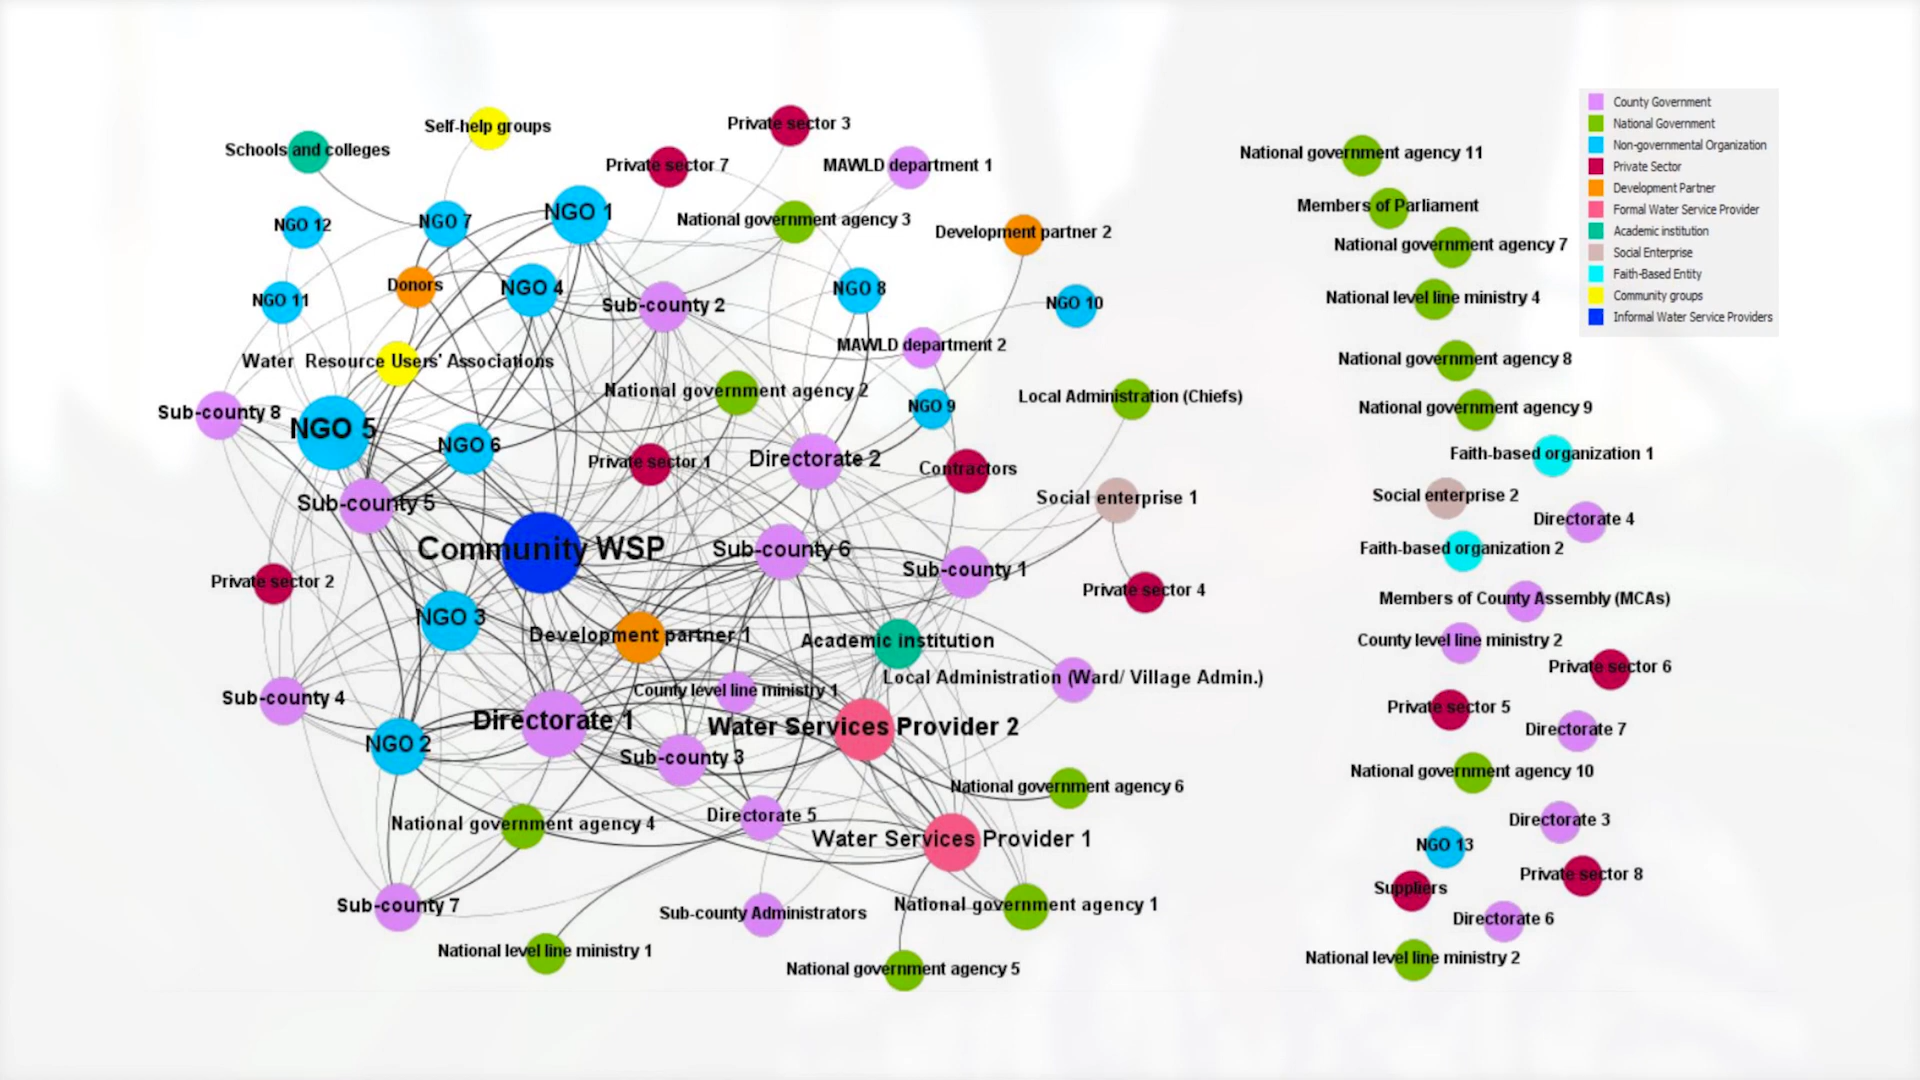 Self-help groups
Private sector 3
Schools and colleges
Private sector 7
MAWLD department 1
NGO 12
NGO 7
NGO 1
National government agency 3
Development partner 2
Donors
NGO 4
NGO 8
NGO 11
Sub-county 2
NGO 10
MAWLD department 2
Water Resource Users' Associations
National government agency 2
Local Administration (Chiefs)
Sub-county 8
NGO 5
NGO 9
NGO 6
Private sector 1
Directorate 2
Contractors
Sub-county 5
Social enterprise 1
Community WSP
Sub-county 6
Sub-county 1
Private sector 2
Private sector 4
NGO 3
Development partner 1
Academic institution
Local Administration (Ward/ Village Admin.)
County level line ministry 1
Sub-county 4
Directorate 1
Water Services Provider 2
NGO 2
Sub-county 3
National government agency 6
National government agency 4
Directorate 5
Water Services Provider 1
Sub-county 7
Sub-county Administrators
National government agency 1
National level line ministry 1
National government agency 5
National government agency 11
Members of Parliament
National government agency 7
National level line ministry 4
National government agency 8
National government agency 9
Faith-based organization 1
Social enterprise 2
Directorate 4
Faith-based organization 2
Members of County Assembly (MCAs)
County level line ministry 2
Private sector 6
Private sector 5
Directorate 7
National government agency 10
Directorate 3
NGO 13
Private sector 8
Suppliers
Directorate 6
National level line ministry 2
County Government
National Government
Non-governmental Organization
Private Sector
Development Partner
Formal Water Service Provider
Academic institution
Social Enterprise
Faith-Based Entity
Community groups
Informal Water Service Providers